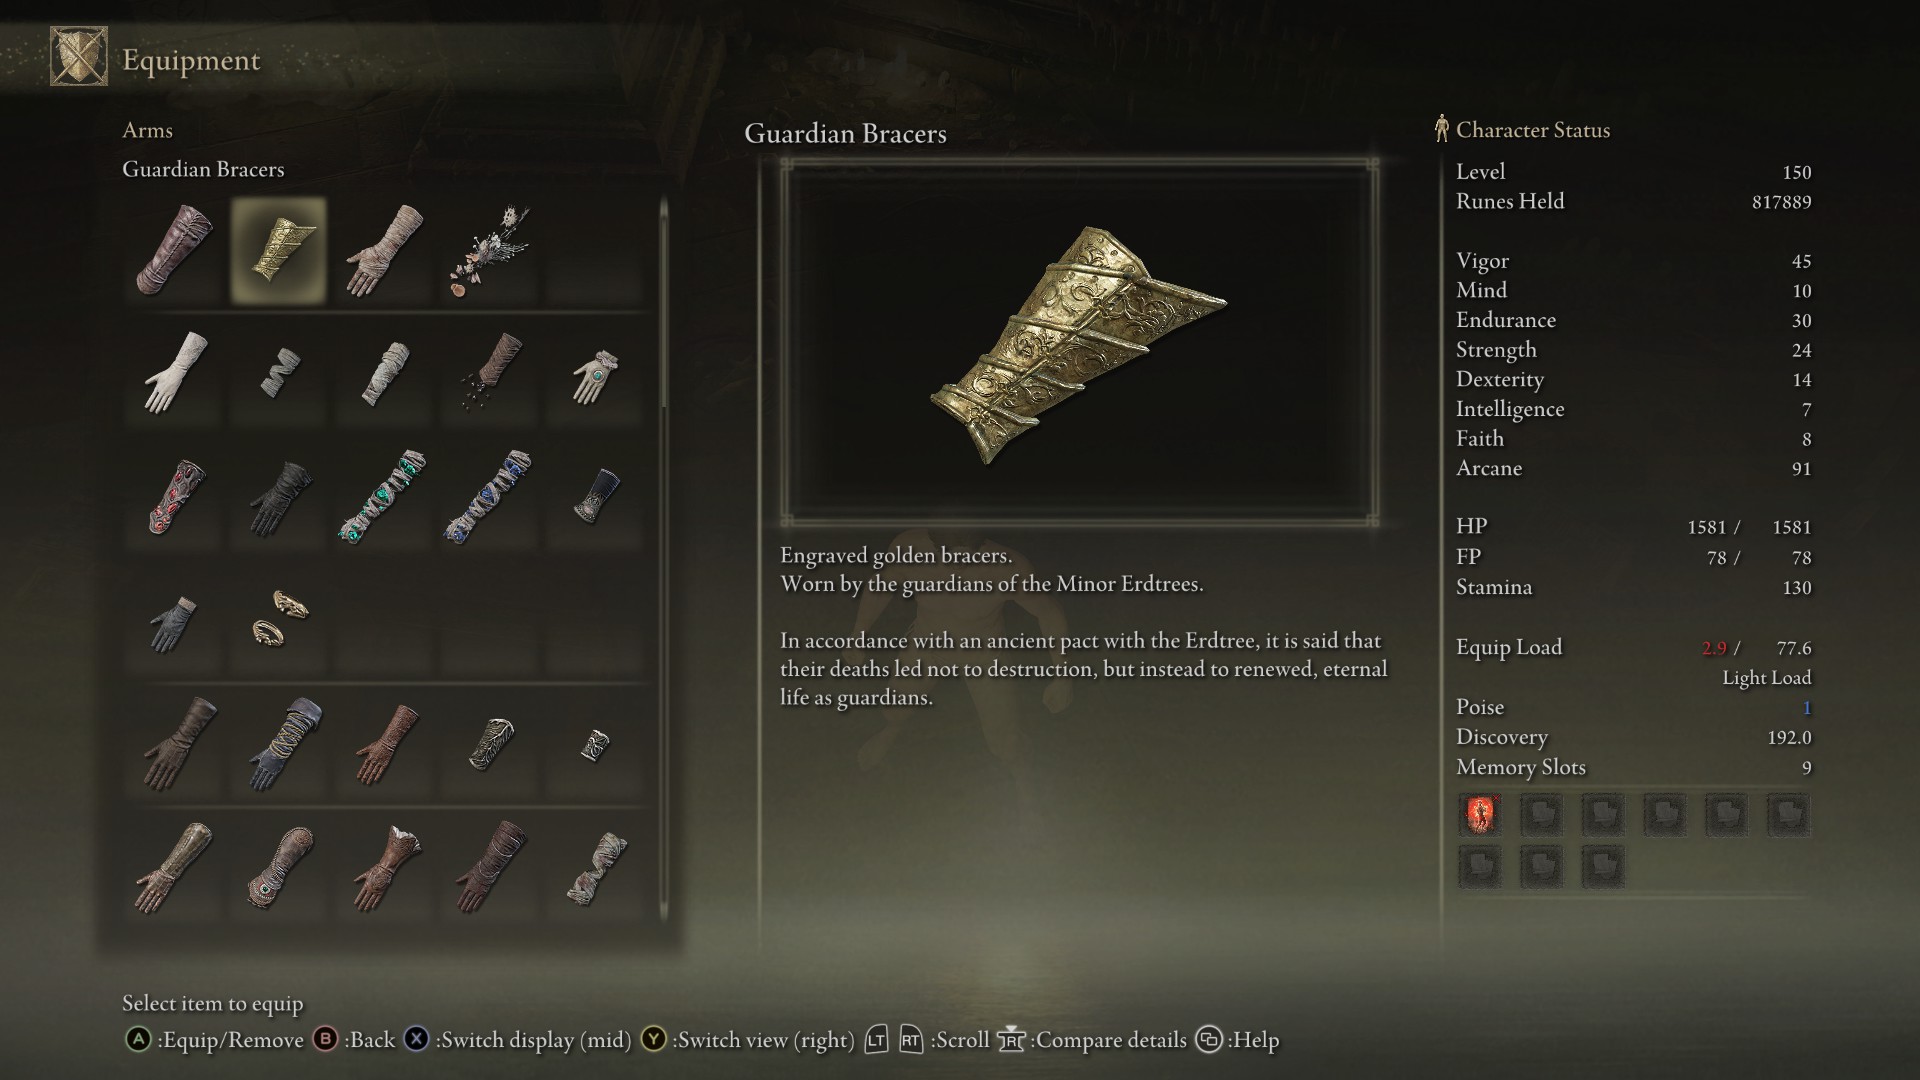 Equipment
Arms
Guardian Bracers
Guardian Bracers
Engraved golden bracers.
Worn by the guardians of the Minor Erdtrees.
In accordance with an ancient pact with the Erdtree, it is said that
their deaths led not to destruction, but instead to renewed, eternal
life as guardians.
Character Status
Level 150
Runes Held 817889
Vigor 45
Mind 10
Endurance 30
Strength 24
Dexterity 14
Intelligence 7
Faith 8
Arcane 91
HP 1581 / 1581
FP 78 / 78
Stamina 130
Equip Load 2.9 / 77.6
Light Load
Poise 1
Discovery 192.0
Memory Slots 9
Select item to equip
A :Equip/Remove B :Back X :Switch display (mid) Y :Switch view (right) LT RT :Scroll R :Compare details :Help